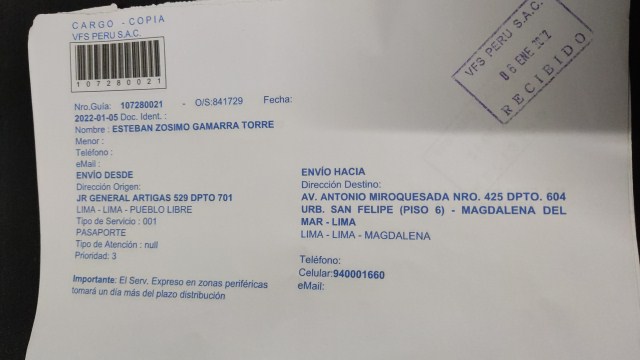 CARGO - COPIA
VFS PERU S.A.C.
107280021
Nro.Guía: 107280021 - O/S:841729 Fecha:
2022-01-05 Doc. Ident. :
Nombre : ESTEBAN ZOSIMO GAMARRA TORRE
Menor :
Teléfono :
eMail :
ENVÍO DESDE
Dirección Origen:
JR GENERAL ARTIGAS 529 DPTO 701
LIMA - LIMA - PUEBLO LIBRE
Tipo de Servicio : 001
PASAPORTE
Tipo de Atención : null
Prioridad: 3
Importante: El Serv. Expreso en zonas periféricas
tomará un día más del plazo distribución
VFS PERU S.A.C.
06 ENE
RECIBIDO
ENVÍO HACIA
Dirección Destino:
AV. ANTONIO MIROQUESADA NRO. 425 DPTO. 604
URB. SAN FELIPE (PISO 6) - MAGDALENA DEL
MAR - LIMA
LIMA - LIMA - MAGDALENA
Teléfono:
Celular:940001660
eMail: